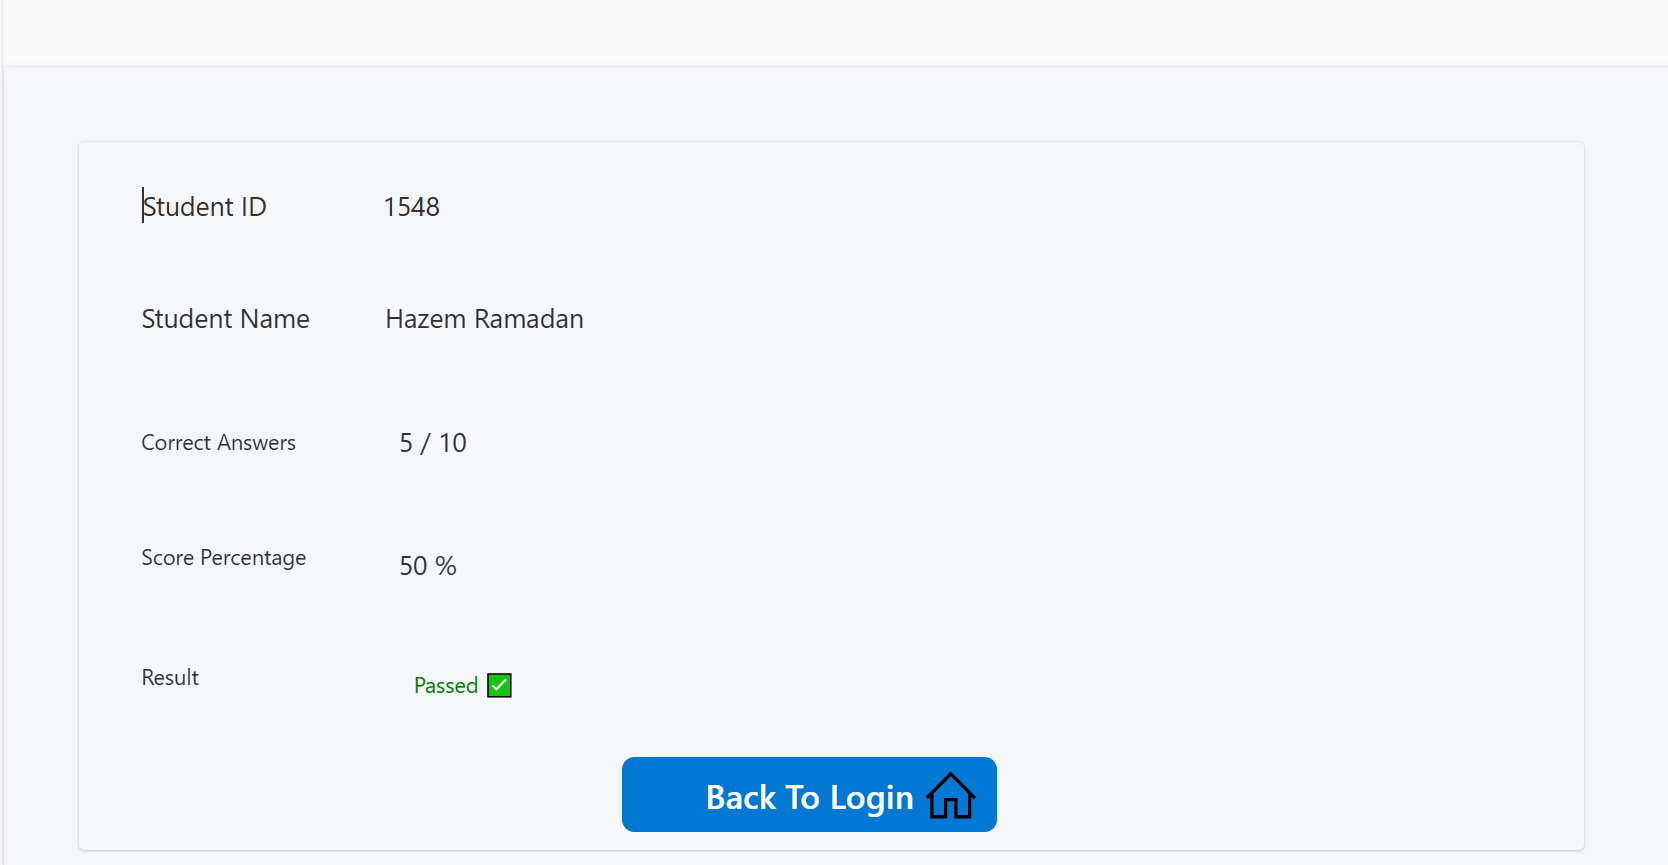 Student ID 1548
Student Name Hazem Ramadan
Correct Answers 5 / 10
Score Percentage 50 %
Result Passed ✅
Back To Login